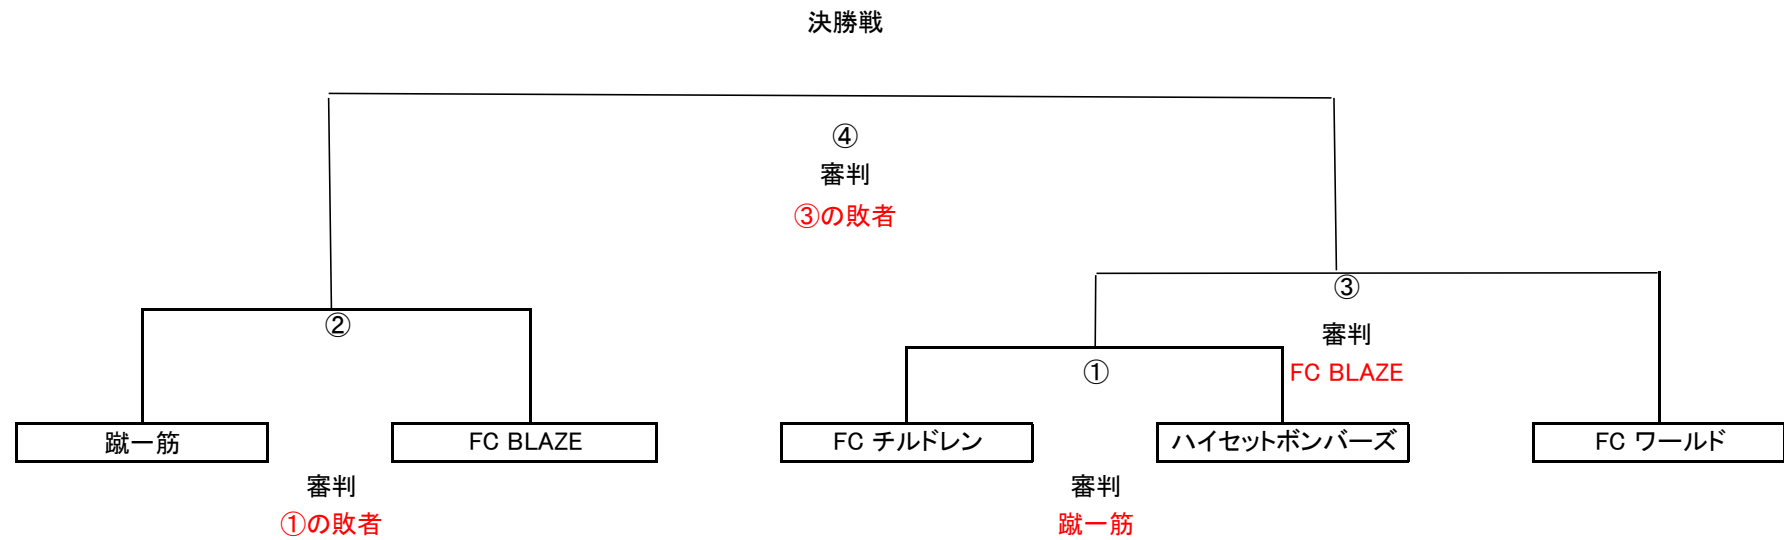 決勝戦
④
審判
③の敗者
③
審判
FC BLAZE
②
①
蹴一筋
FC BLAZE
FC チルドレン
ハイセットボンバーズ
FC ワールド
審判
①の敗者
審判
蹴一筋